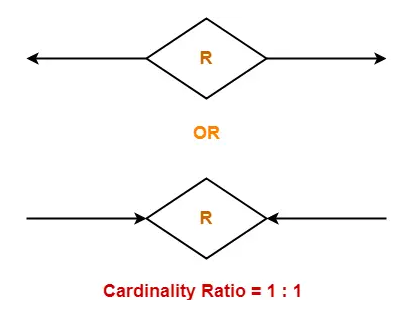 R
OR
R
Cardinality Ratio = 1 : 1